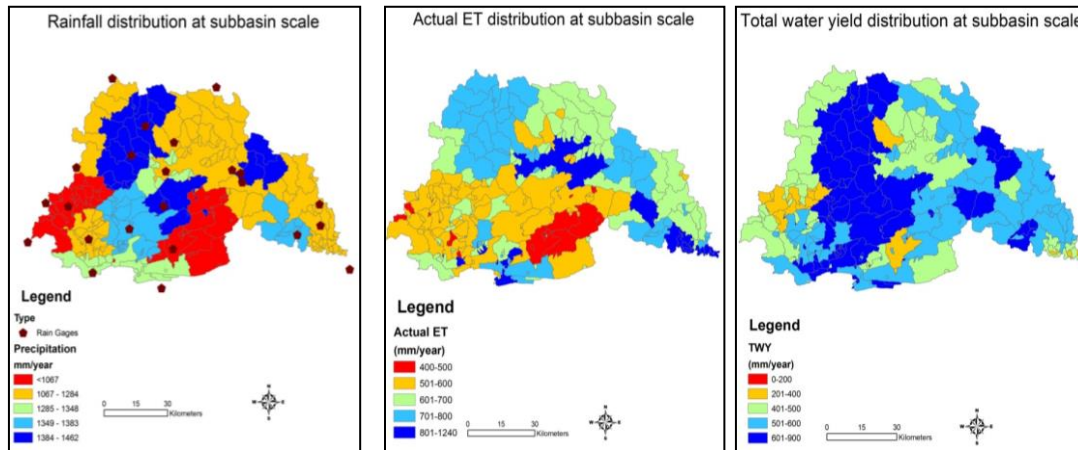 Rainfall distribution at subbasin scale
Legend
Type
Rain Gages
Precipitation
mm/year
<1067
1067 - 1284
1285 - 1348
1349 - 1383
1384 - 1462
0 15 30
Kilometers
N
W E
S
Actual ET distribution at subbasin scale
Legend
Actual ET
(mm/year)
400-500
501-600
601-700
701-800
801-1240
0 15 30
Kilometers
N
W E
S
Total water yield distribution at subbasin scale
Legend
TWY
(mm/year)
0-200
201-400
401-500
501-600
601-900
0 15 30
Kilometers
N
W E
S